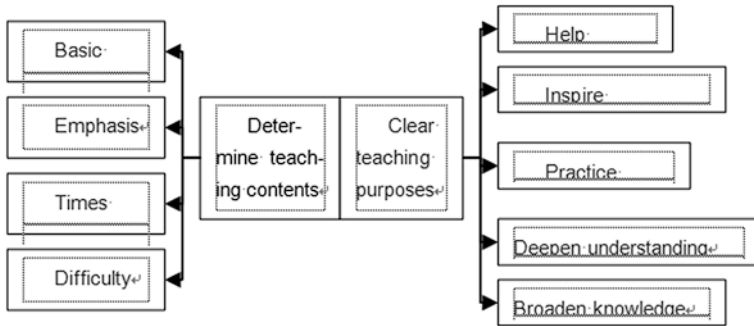 Basic
Emphasis
Times
Difficulty
Deter-
mine teach-
ing contents
Clear
teaching
purposes
Help
Inspire
Practice
Deepen understanding
Broaden knowledge